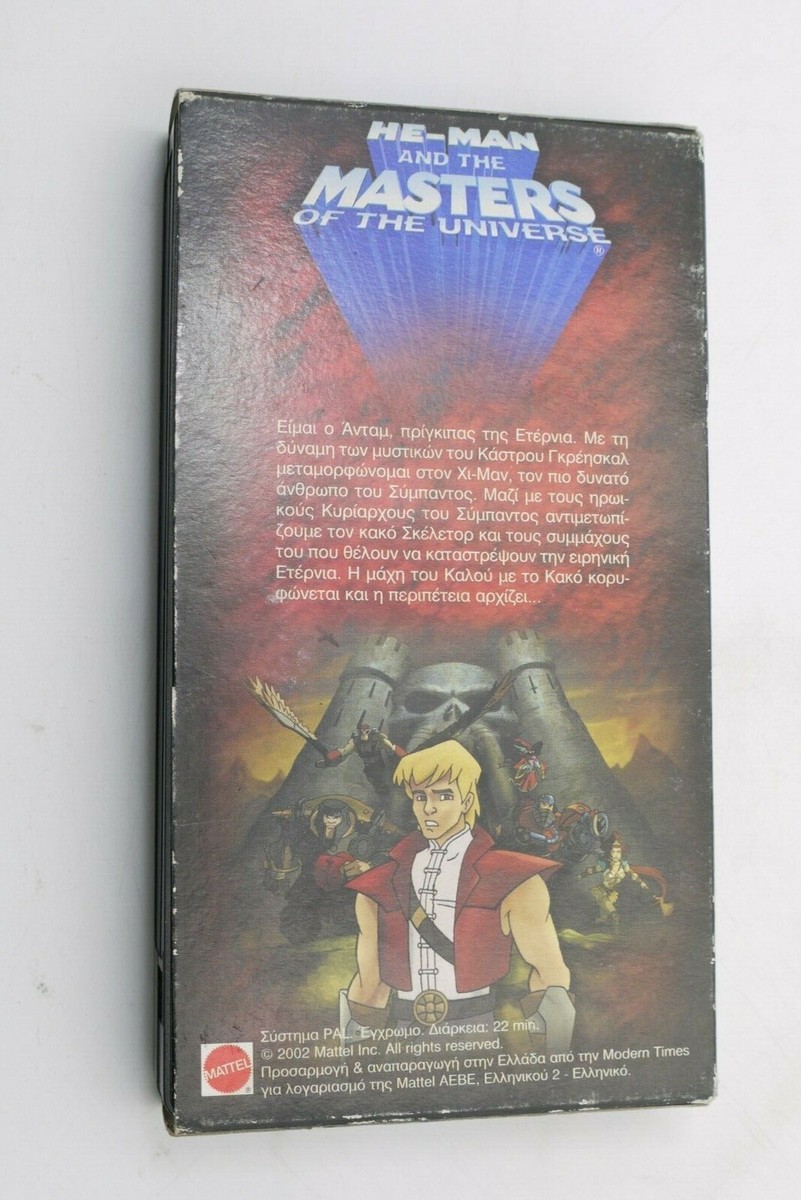 HE-MAN
AND THE
MASTERS
OF THE UNIVERSE
®
Είμαι ο Άνταμ, πρίγκιπας της Ετέρνια. Με τη
δύναμη των μυστικών του Κάστρου Γκρέησκαλ
μεταμορφώνομαι στον Χι-Μαν, τον πιο δυνατό
άνθρωπο του Σύμπαντος. Μαζί με τους ηρωι-
κούς Κυρίαρχους του Σύμπαντος αντιμετωπί-
ζουμε τον κακό Σκέλετορ και τους συμμάχους
του που θέλουν να καταστρέψουν την ειρηνική
Ετέρνια. Η μάχη του Καλού με το Κακό κορυ-
φώνεται και η περιπέτεια αρχίζει...
Σύστημα PAL. Έγχρωμο. Διάρκεια: 22 min.
© 2002 Mattel Inc. All rights reserved.
Προσαρμογή & αναπαραγωγή στην Ελλάδα από την Modern Times
για λογαριασμό της Mattel AEBE, Ελληνικού 2 - Ελληνικό.
MATTEL
®